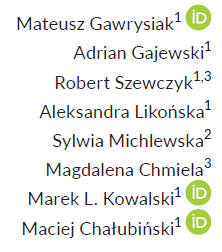 Mateusz Gawrysiak¹ iD
Adrian Gajewski¹
Robert Szewczyk¹,³
Aleksandra Likońska¹
Sylwia Michlewska²
Magdalena Chmiela³
Marek L. Kowalski¹ iD
Maciej Chałubiński¹ iD